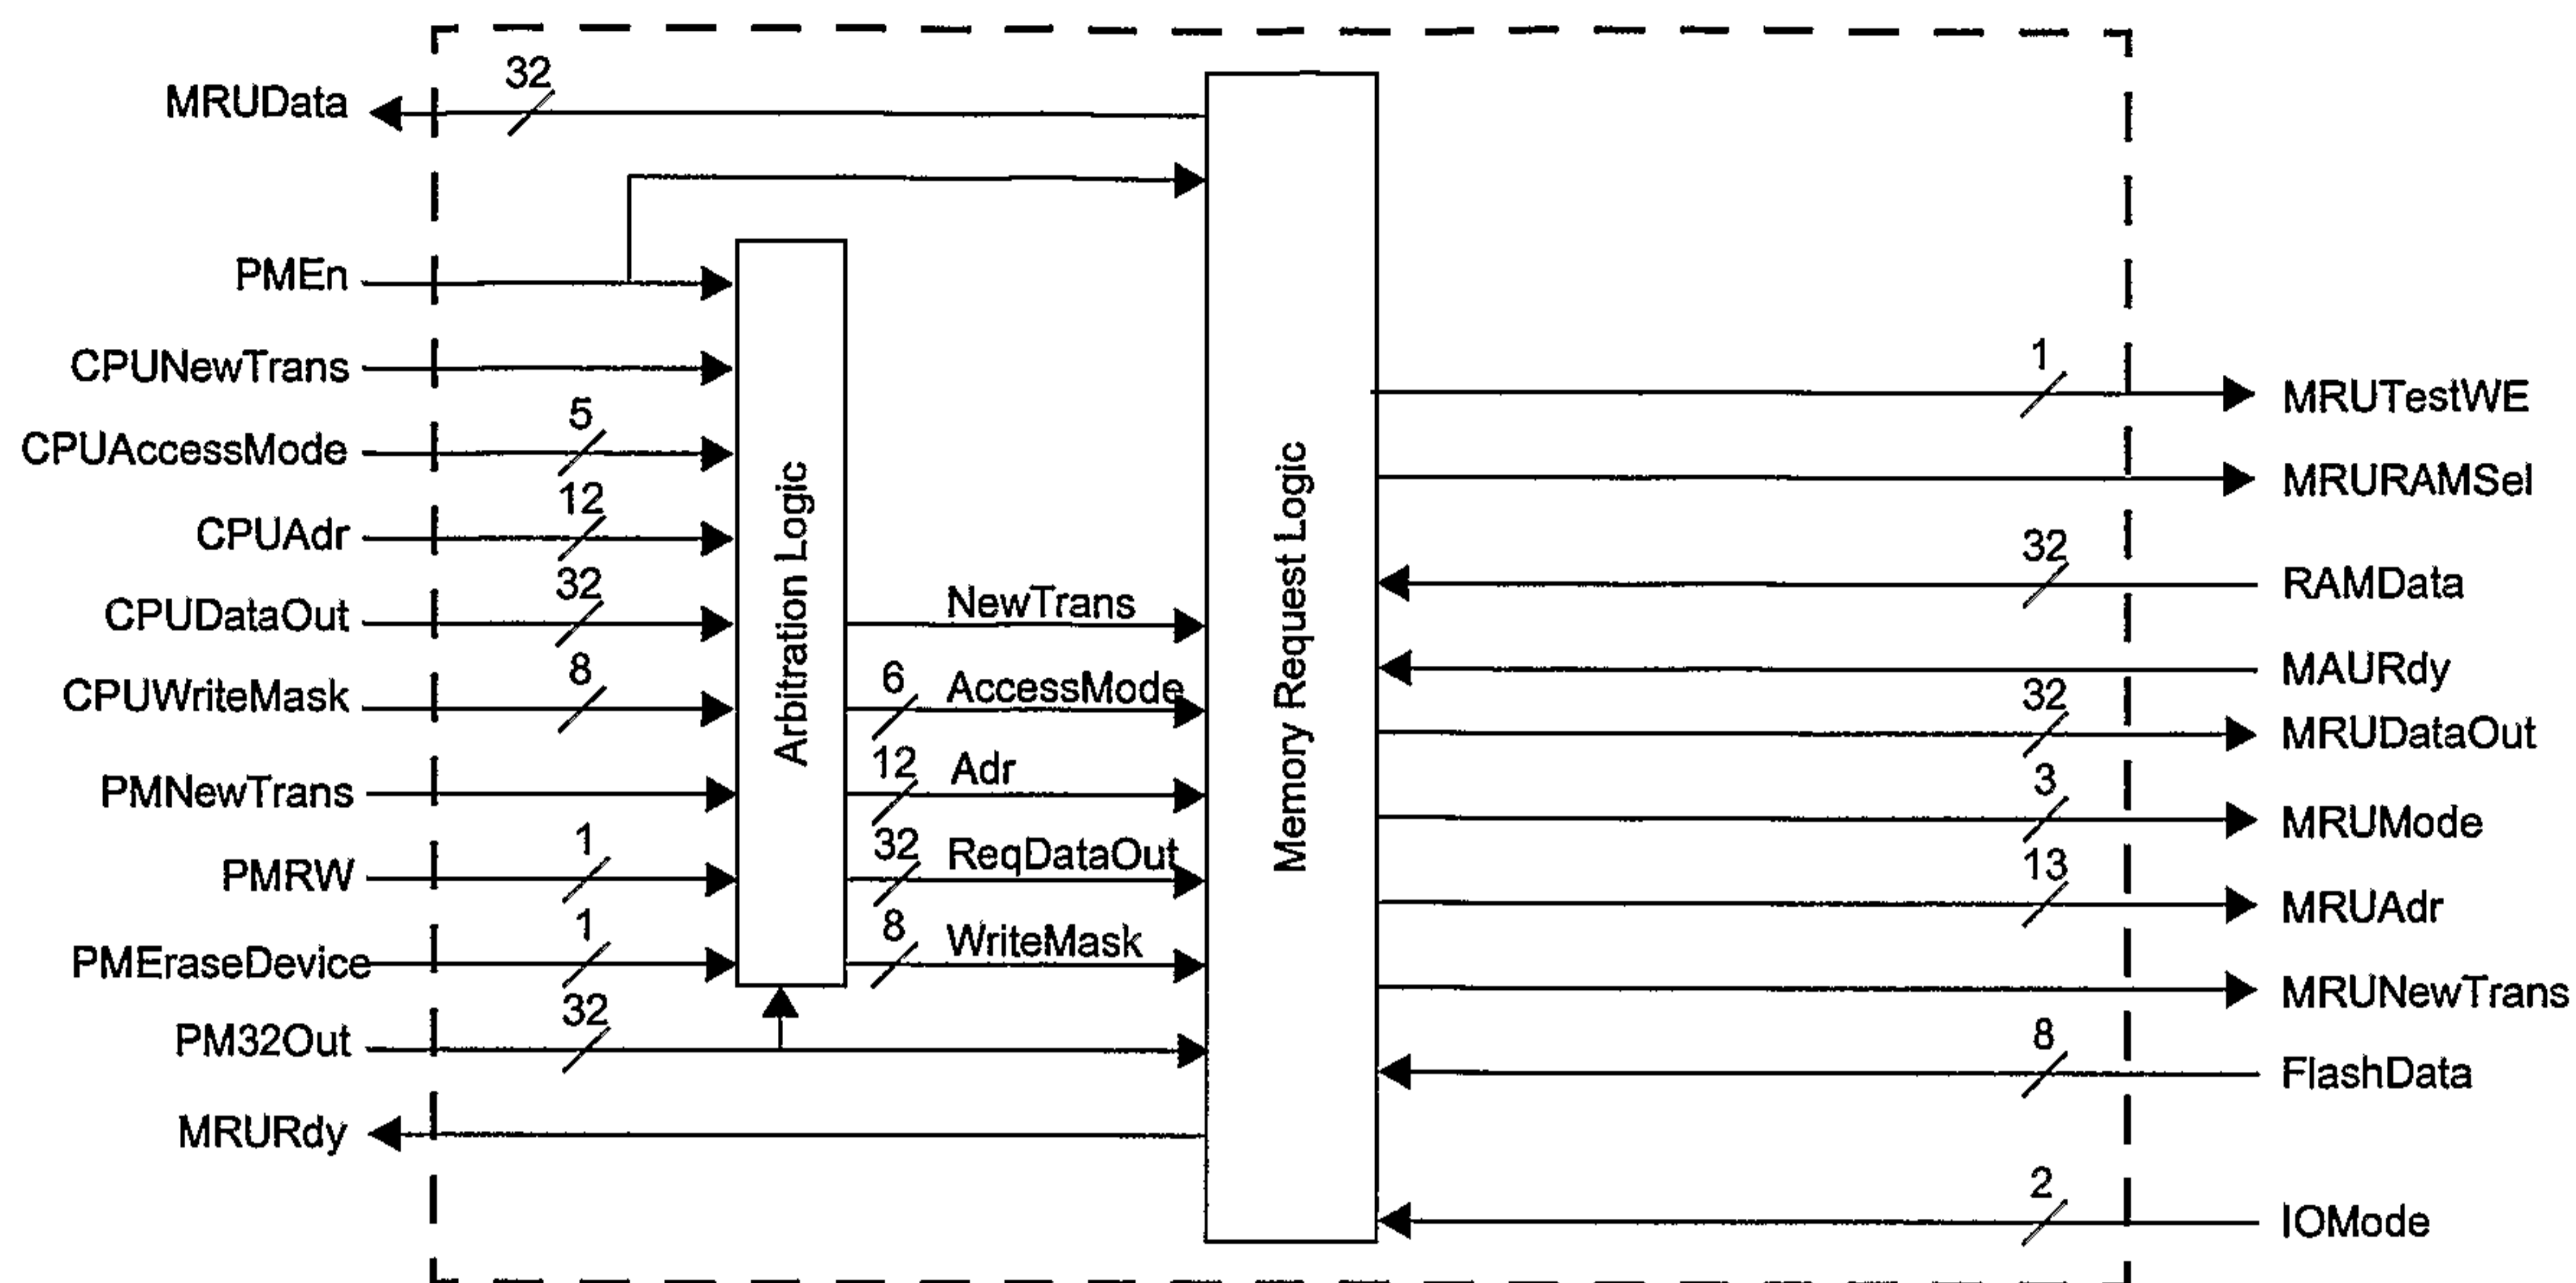 32
MRUData
PMEn
CPUNewTrans
5
CPUAccessMode
12
CPUAdr
32
CPUDataOut
8
CPUWriteMask
PMNewTrans
1
PMRW
1
PMEraseDevice
32
PM32Out
MRURdy
Arbitration Logic
NewTrans
6 AccessMode
12 Adr
32 ReqDataOut
8 WriteMask
Memory Request Logic
1
MRUTestWE
MRURAMSel
32
RAMData
MAURdy
32
MRUDataOut
3
MRUMode
13
MRUAdr
MRUNewTrans
8
FlashData
2
IOMode